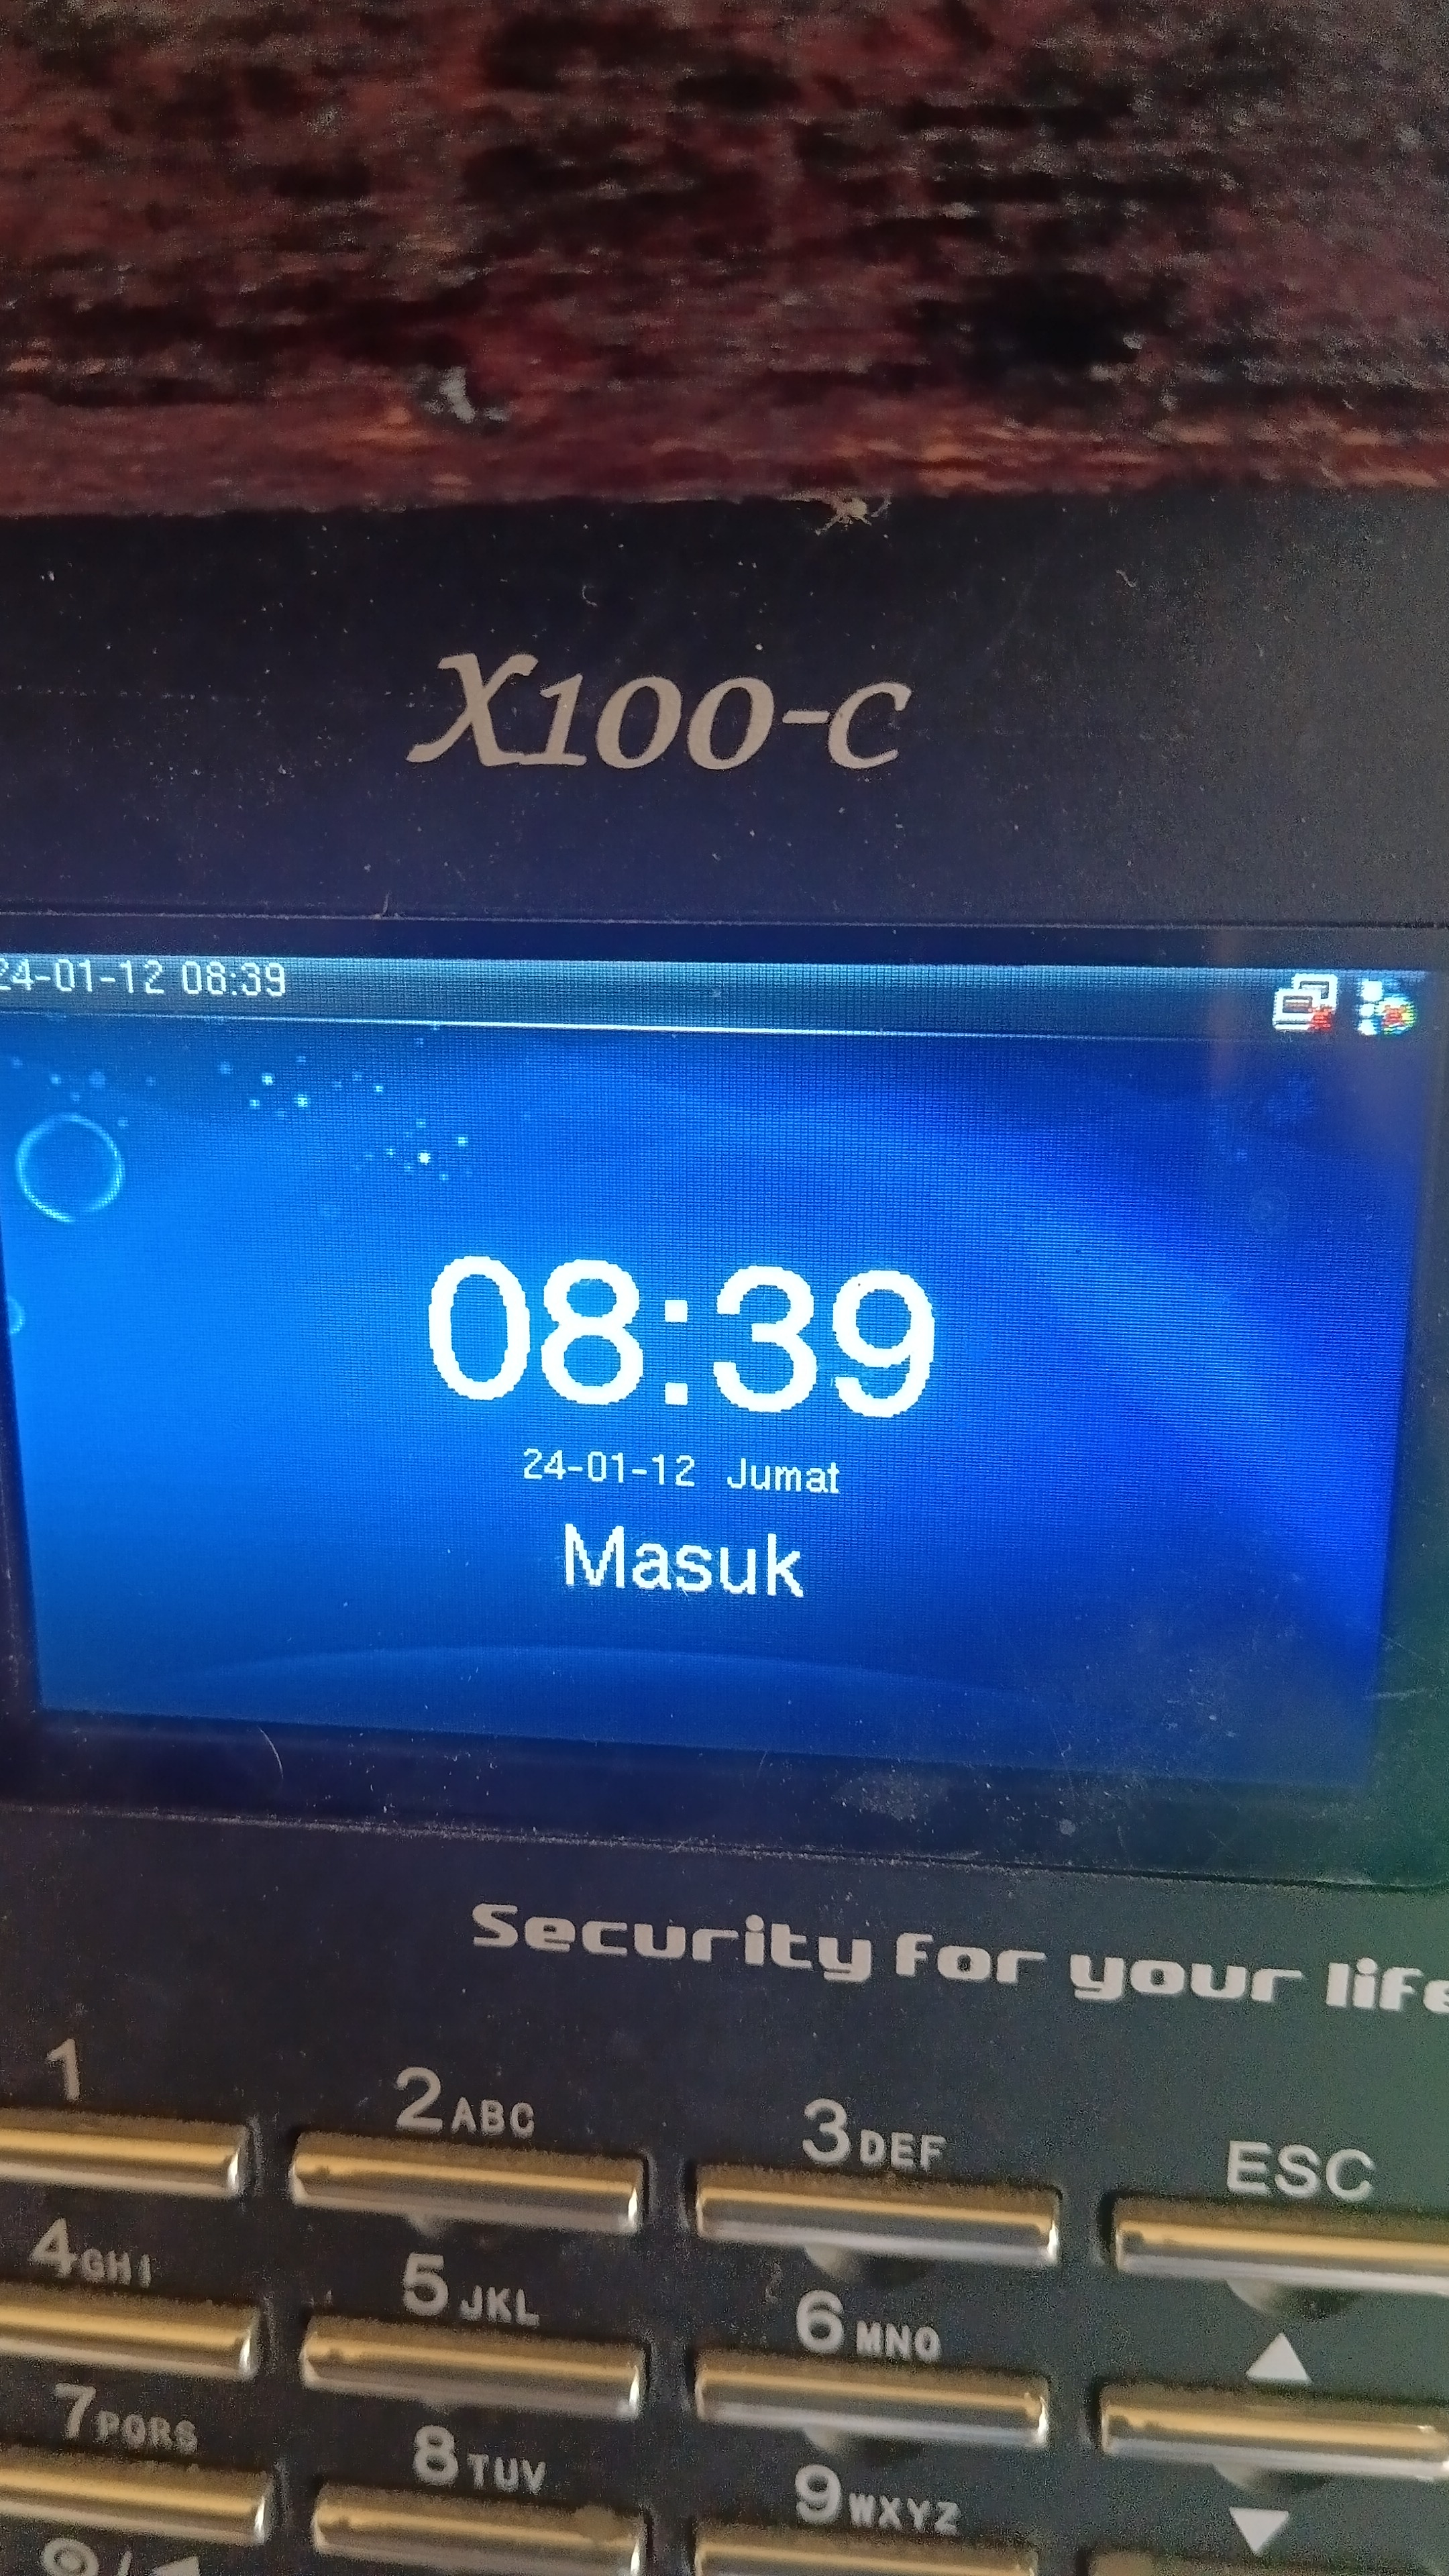 X100-C
24-01-12 08:39
08:39
24-01-12 Jumat
Masuk
Security for your life
1 2ABC 3DEF ESC
4GHI 5JKL 6MNO ▲
7PQRS 8TUV 9WXYZ ▼